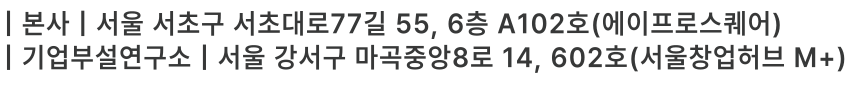 | 본사 | 서울 서초구 서초대로77길 55, 6층 A102호(에이프로스퀘어)
| 기업부설연구소 | 서울 강서구 마곡중앙8로 14, 602호(서울창업허브 M+)